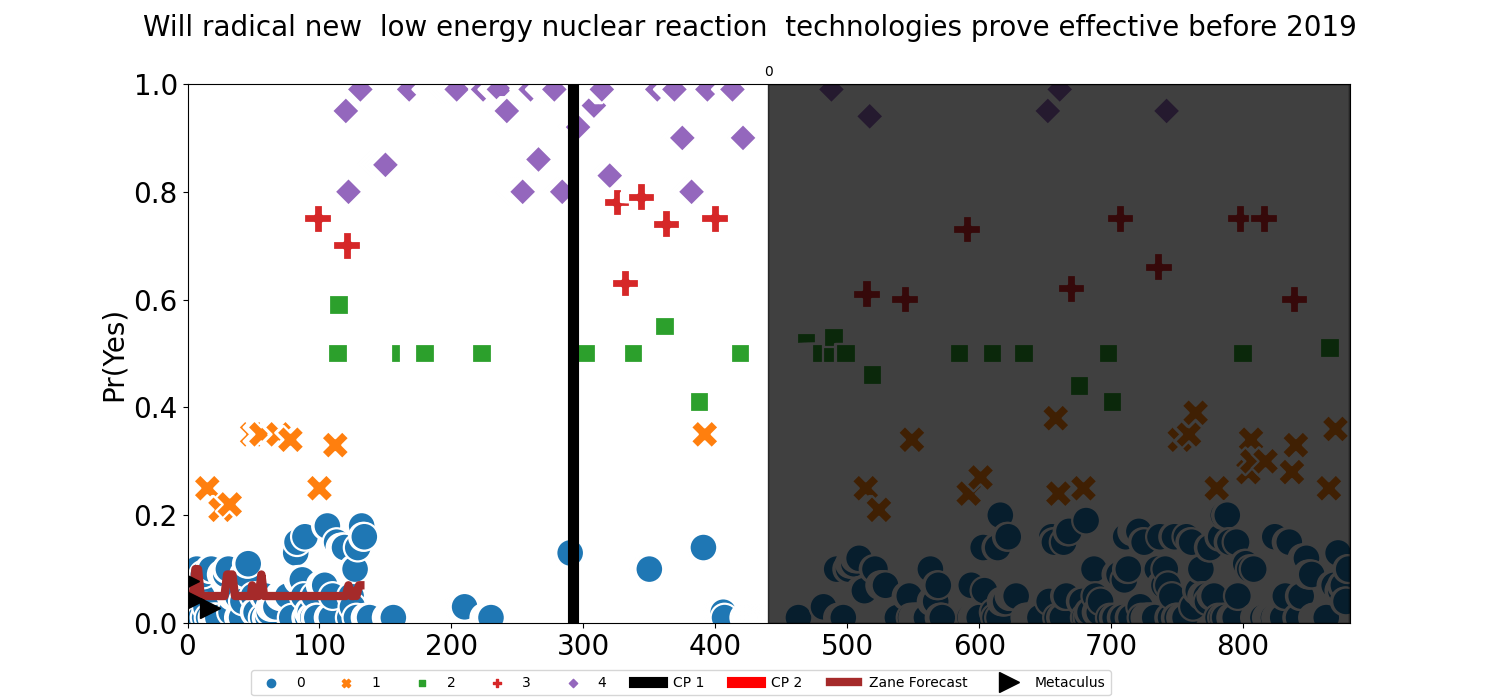 Will radical new  low energy nuclear reaction  technologies prove effective before 2019
0
1.0
0.8
0.6
0.4
0.2
0.0
Pr(Yes)
0 100 200 300 400 500 600 700 800
0 1 2 3 4 CP 1 CP 2 Zane Forecast Metaculus